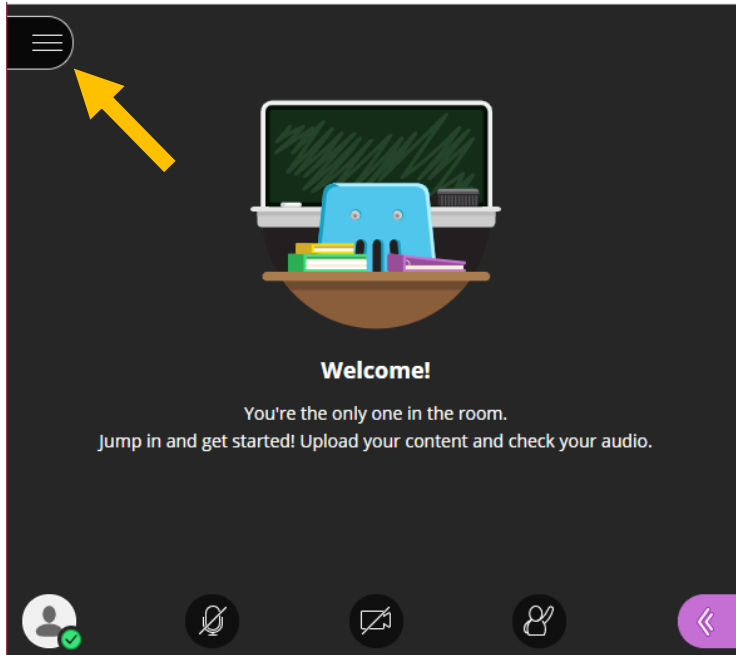 Welcome!
You're the only one in the room.
Jump in and get started! Upload your content and check your audio.